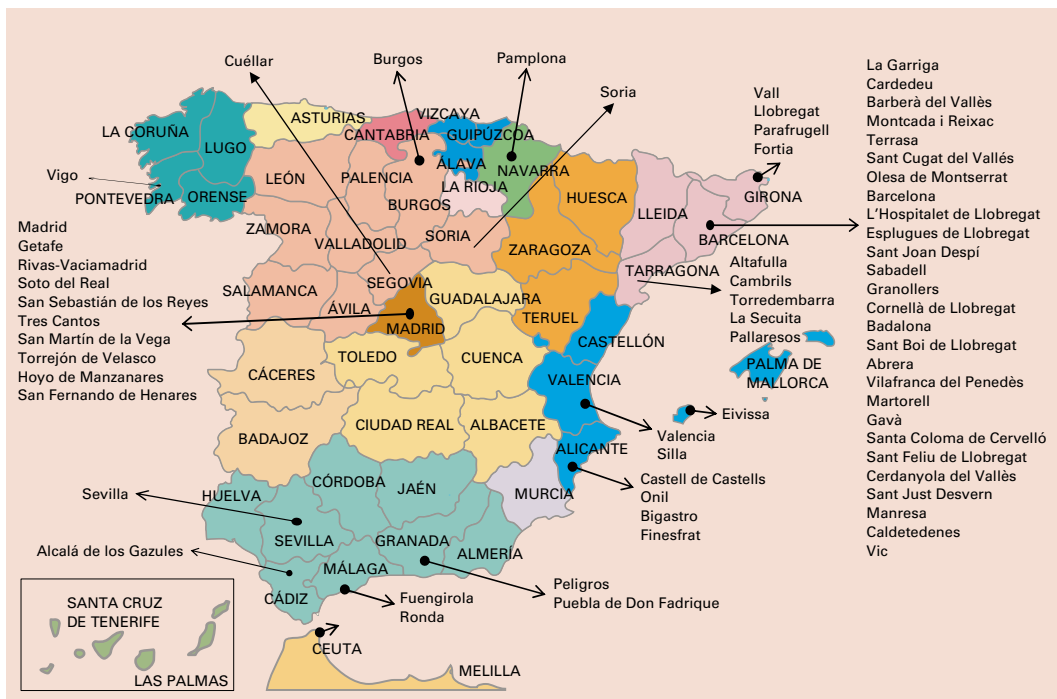 Cuéllar
Burgos
Pamplona
Soria
Vall
Llobregat
Parafrugell
Fortia
La Garriga
Cardedeu
Barberà del Vallès
Montcada i Reixac
Terrasa
Sant Cugat del Vallés
Olesa de Montserrat
Barcelona
L'Hospitalet de Llobregat
Esplugues de Llobregat
Sant Joan Despí
Sabadell
Granollers
Cornellà de Llobregat
Badalona
Sant Boi de Llobregat
Abrera
Vilafranca del Penedès
Martorell
Gavà
Santa Coloma de Cervelló
Sant Feliu de Llobregat
Cerdanyola del Vallès
Sant Just Desvern
Manresa
Caldetedenes
Vic
ASTURIAS
CANTABRIA
VIZCAYA
GUIPÚZCOA
LA CORUÑA
LUGO
ÁLAVA
NAVARRA
LEÓN
PALENCIA
LA RIOJA
Vigo
PONTEVEDRA
ORENSE
BURGOS
HUESCA
LLEIDA
GIRONA
ZAMORA
VALLADOLID
SORIA
ZARAGOZA
BARCELONA
Madrid
Getafe
Rivas-Vaciamadrid
Soto del Real
San Sebastián de los Reyes
Tres Cantos
San Martín de la Vega
Torrejón de Velasco
Hoyo de Manzanares
San Fernando de Henares
SALAMANCA
SEGOVIA
ÁVILA
GUADALAJARA
TARRAGONA
Altafulla
Cambrils
Torredembarra
La Secuita
Pallaresos
MADRID
TERUEL
CASTELLÓN
TOLEDO
CUENCA
PALMA DE
MALLORCA
CÁCERES
VALENCIA
Eivissa
CIUDAD REAL
ALBACETE
Valencia
Silla
BADAJOZ
ALICANTE
Castell de Castells
Onil
Bigastro
Finesfrat
CÓRDOBA
JAÉN
MURCIA
Sevilla
HUELVA
SEVILLA
GRANADA
ALMERÍA
Alcalá de los Gazules
MÁLAGA
CÁDIZ
Fuengirola
Ronda
Peligros
Puebla de Don Fadrique
SANTA CRUZ
DE TENERIFE
LAS PALMAS
CEUTA
MELILLA